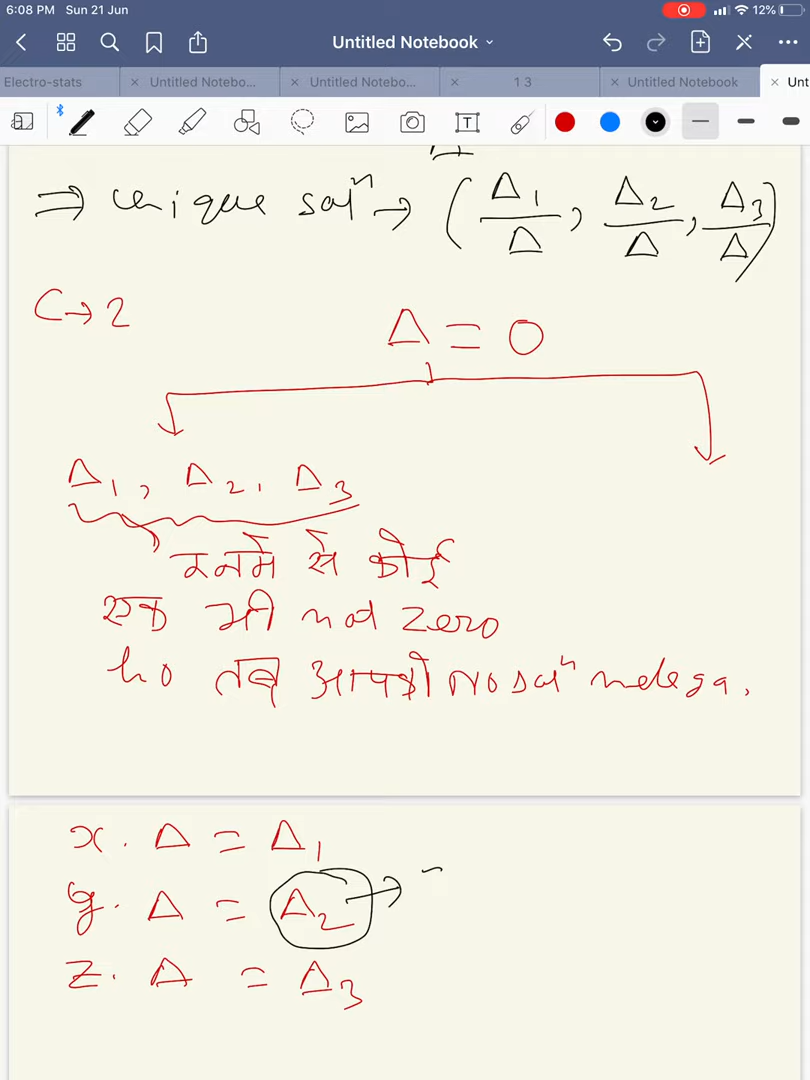 6:08 PM Sun 21 Jun 12%
Untitled Notebook
Electro-stats × Untitled Notebo... × Untitled Notebo... × 1 3 × Untitled Notebook × Unt
⇒ unique solⁿ → (Δ1/Δ, Δ2/Δ, Δ3/Δ)
C→2
Δ = 0
Δ1, Δ2, Δ3
इनमे से कोई
एक भी not zero
ho तब आपको No solⁿ milega.
x. Δ = Δ1
y. Δ = Δ2 →
z. Δ = Δ3